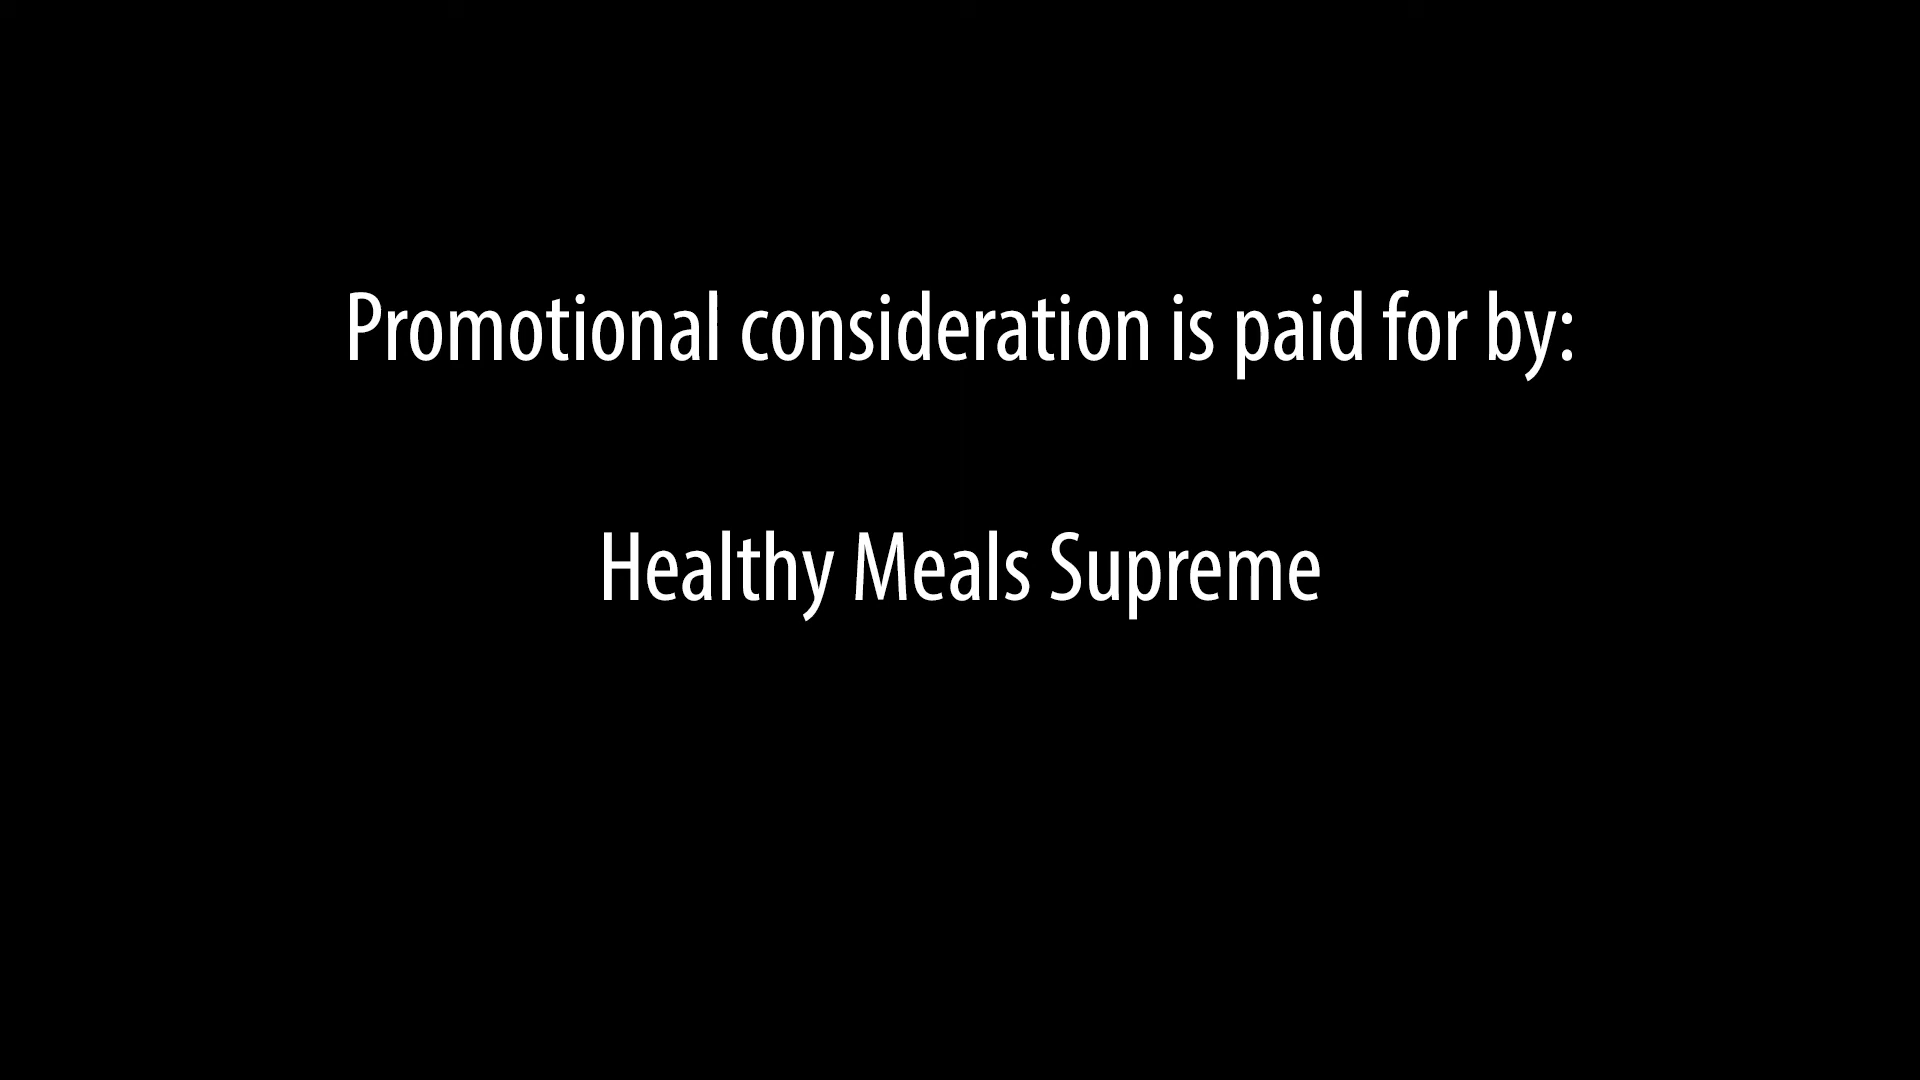 Promotional consideration is paid for by:
Healthy Meals Supreme